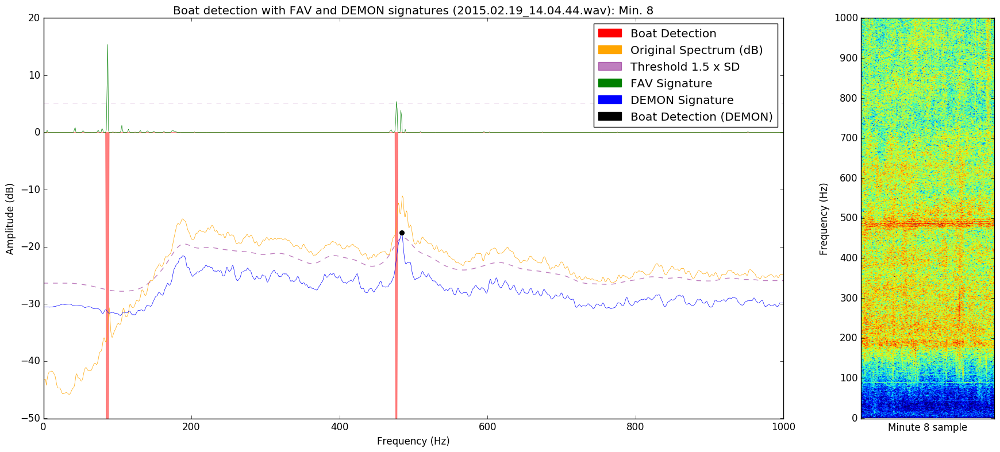 Boat detection with FAV and DEMON signatures (2015.02.19_14.04.44.wav): Min. 8
Boat Detection
Original Spectrum (dB)
Threshold 1.5 x SD
FAV Signature
DEMON Signature
Boat Detection (DEMON)
20
10
0
−10
−20
−30
−40
−50
Amplitude (dB)
0
200
400
600
800
1000
Frequency (Hz)
1000
900
800
700
600
500
400
300
200
100
0
Frequency (Hz)
Minute 8 sample